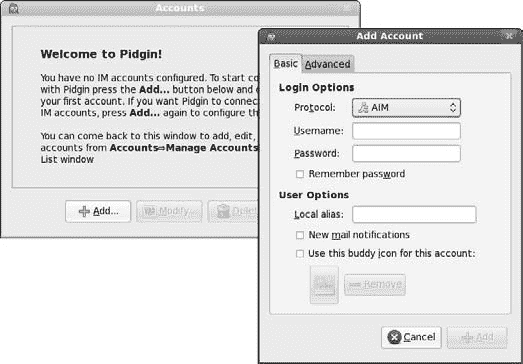 Accounts
Welcome to Pidgin!
You have no IM accounts configured. To start co
with Pidgin press the Add... button below and c
your first account. If you want Pidgin to connec
IM accounts, press Add... again to configure th
You can come back to this window to add, edit,
accounts from Accounts⇒Manage Accounts
List window
Add...
Modify...
Delet
Add Account
Basic
Advanced
Login Options
Protocol:
AIM
Username:
Password:
Remember password
User Options
Local alias:
New mail notifications
Use this buddy icon for this account:
Remove
Cancel
Add